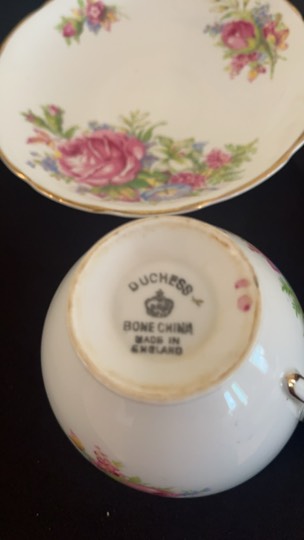 DUCHESS
BONE CHINA
MADE IN
ENGLAND